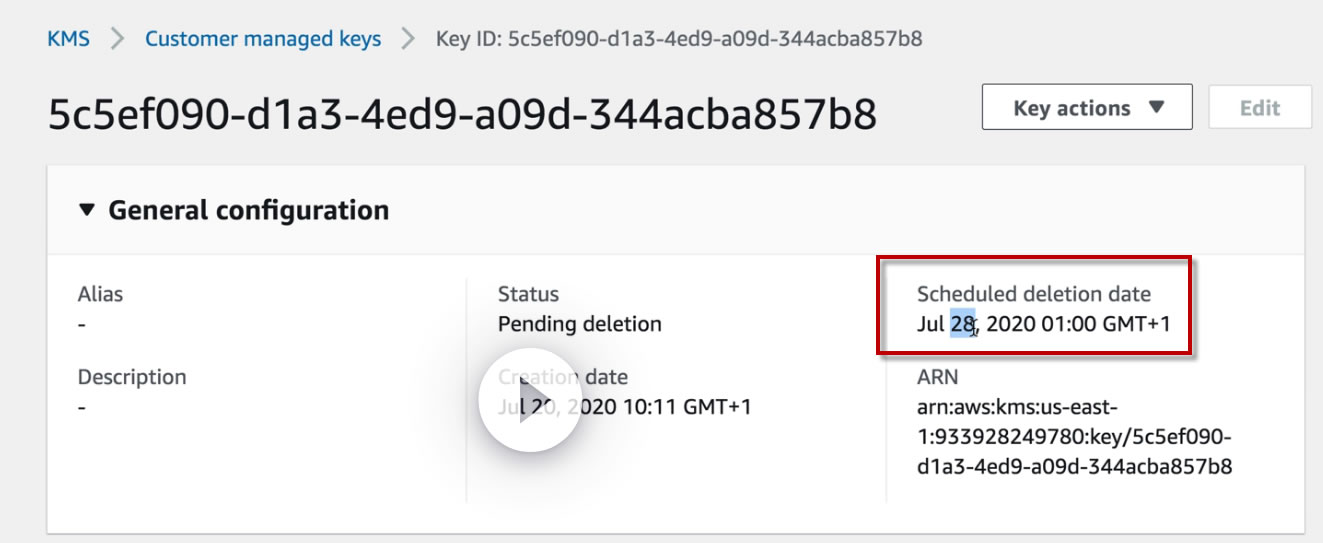 KMS > Customer managed keys > Key ID: 5c5ef090-d1a3-4ed9-a09d-344acba857b8
5c5ef090-d1a3-4ed9-a09d-344acba857b8
Key actions
Edit
General configuration
Alias
-
Description
-
Status
Pending deletion
Creation date
Jul 20, 2020 10:11 GMT+1
Scheduled deletion date
Jul 28, 2020 01:00 GMT+1
ARN
arn:aws:kms:us-east-
1:933928249780:key/5c5ef090-
d1a3-4ed9-a09d-344acba857b8